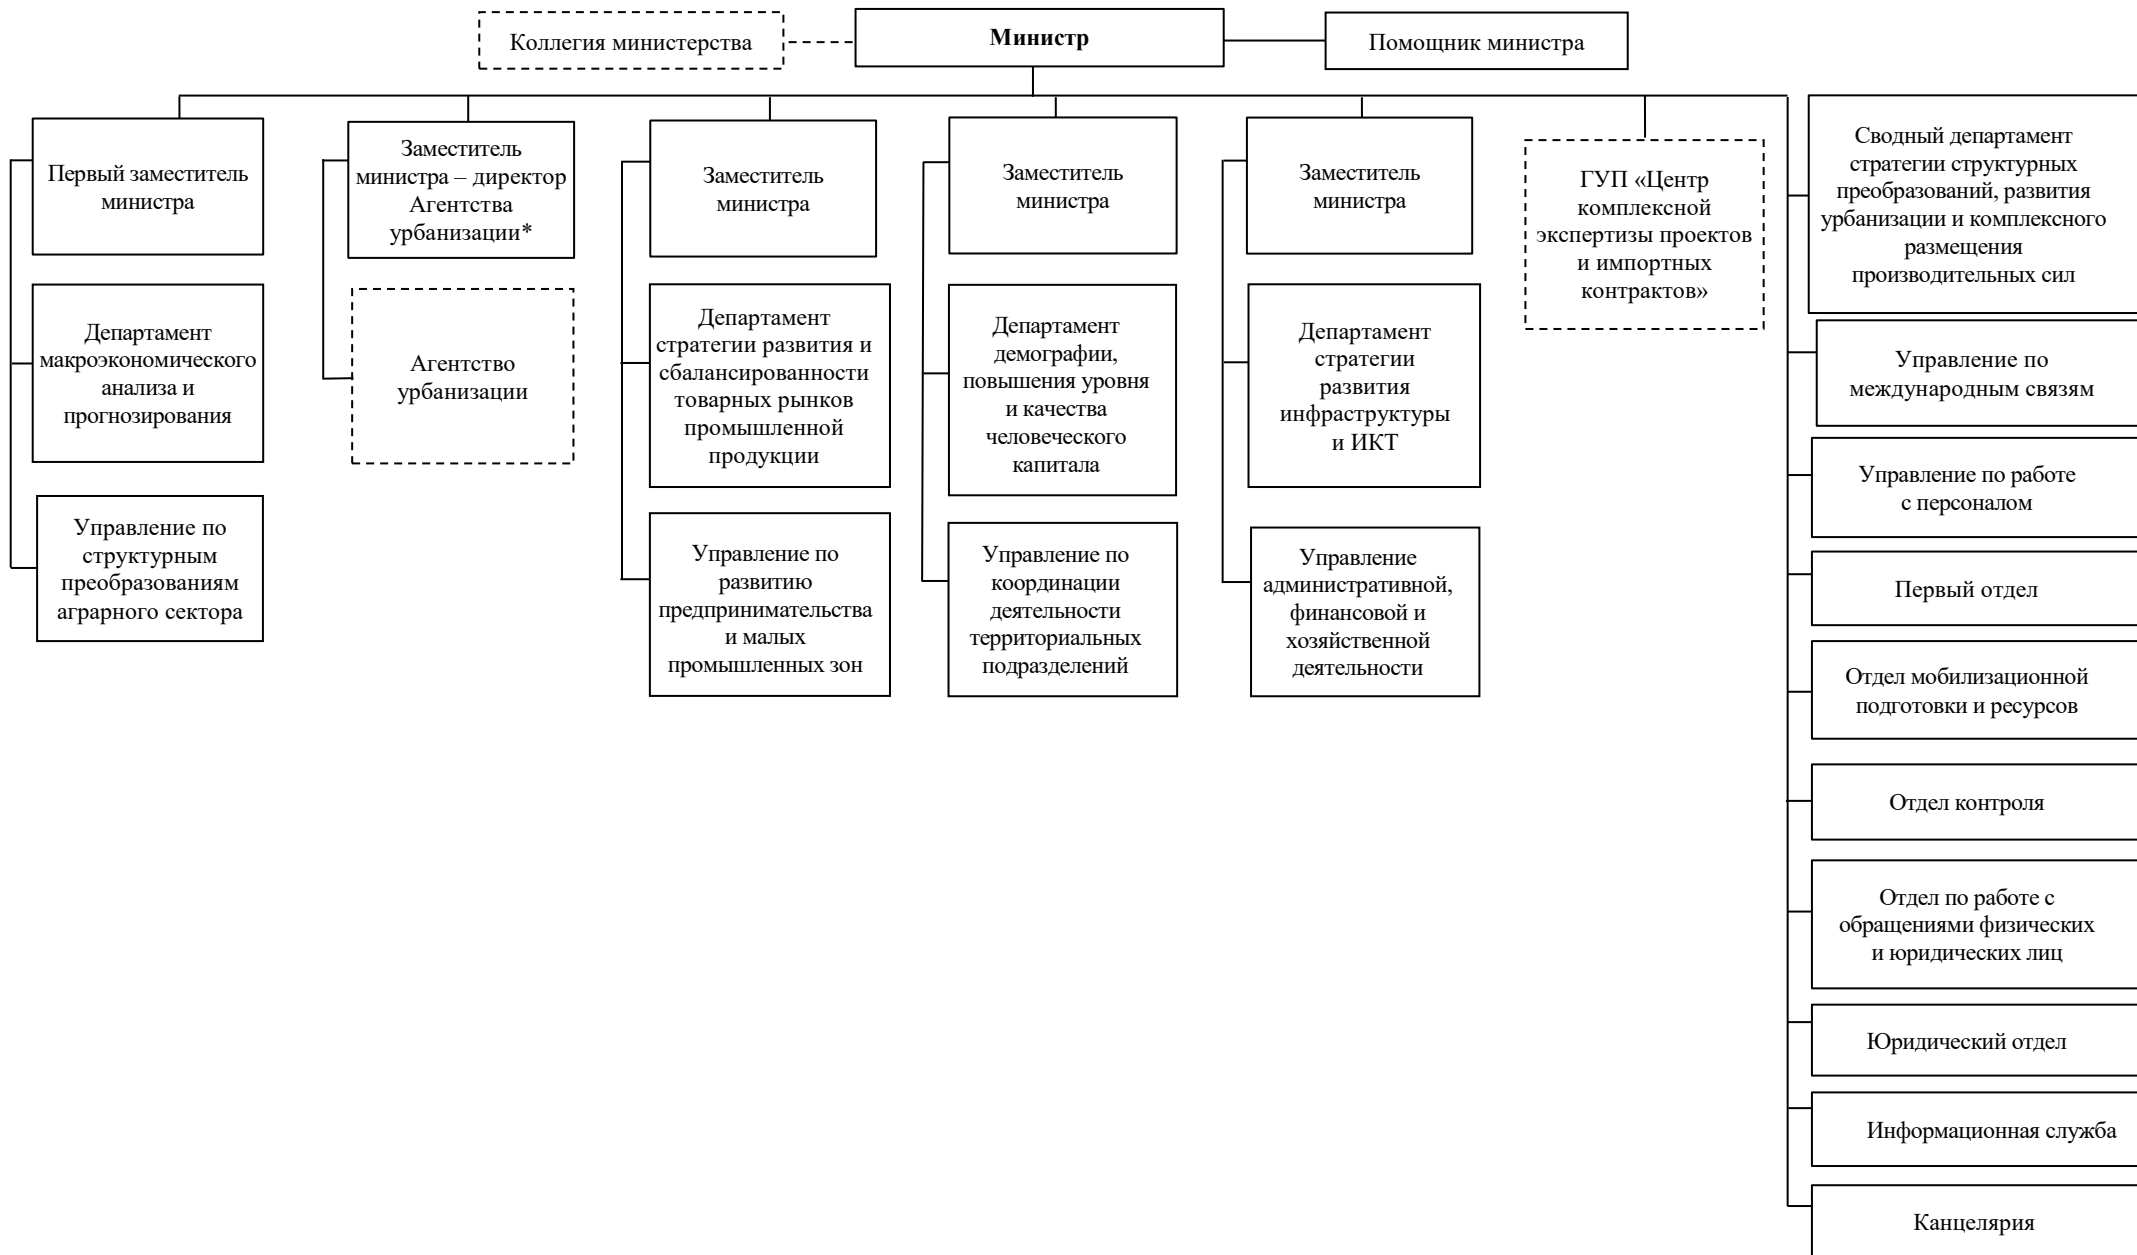 Коллегия министерства
Министр
Помощник министра
Первый заместитель
министра
Департамент
макроэкономического
анализа и
прогнозирования
Управление по
структурным
преобразованиям
аграрного сектора
Заместитель
министра – директор
Агентства
урбанизации*
Агентство
урбанизации
Заместитель
министра
Департамент
стратегии развития и
сбалансированности
товарных рынков
промышленной
продукции
Управление по
развитию
предпринимательства
и малых
промышленных зон
Заместитель
министра
Департамент
демографии,
повышения уровня
и качества
человеческого
капитала
Управление по
координации
деятельности
территориальных
подразделений
Заместитель
министра
Департамент
стратегии
развития
инфраструктуры
и ИКТ
Управление
административной,
финансовой и
хозяйственной
деятельности
ГУП «Центр
комплексной
экспертизы проектов
и импортных
контрактов»
Сводный департамент
стратегии структурных
преобразований, развития
урбанизации и комплексного
размещения
производительных сил
Управление по
международным связям
Управление по работе
с персоналом
Первый отдел
Отдел мобилизационной
подготовки и ресурсов
Отдел контроля
Отдел по работе с
обращениями физических
и юридических лиц
Юридический отдел
Информационная служба
Канцелярия